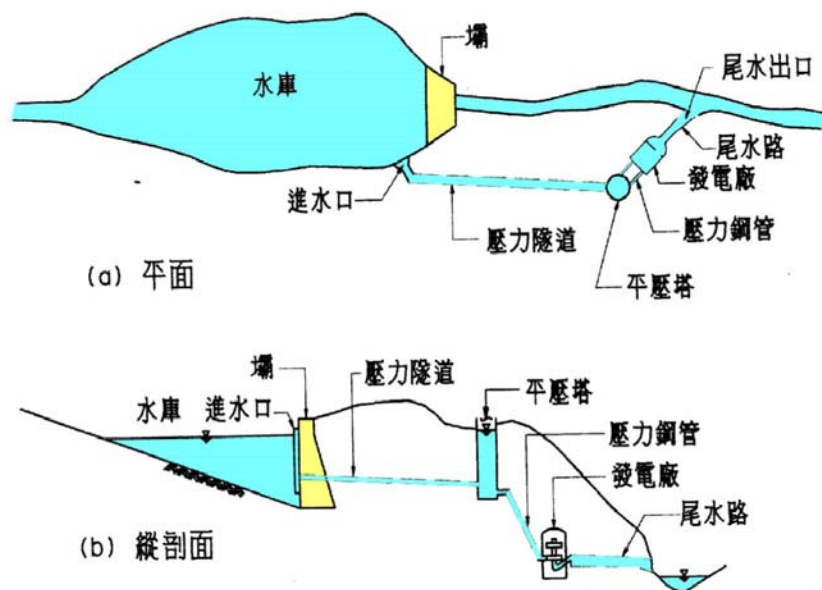 壩
水庫
尾水出口
尾水路
發電廠
進水口
壓力隧道
壓力鋼管
平壓塔
(a) 平面
壩
壓力隧道
平壓塔
水庫 進水口
壓力鋼管
發電廠
尾水路
(b) 縱剖面